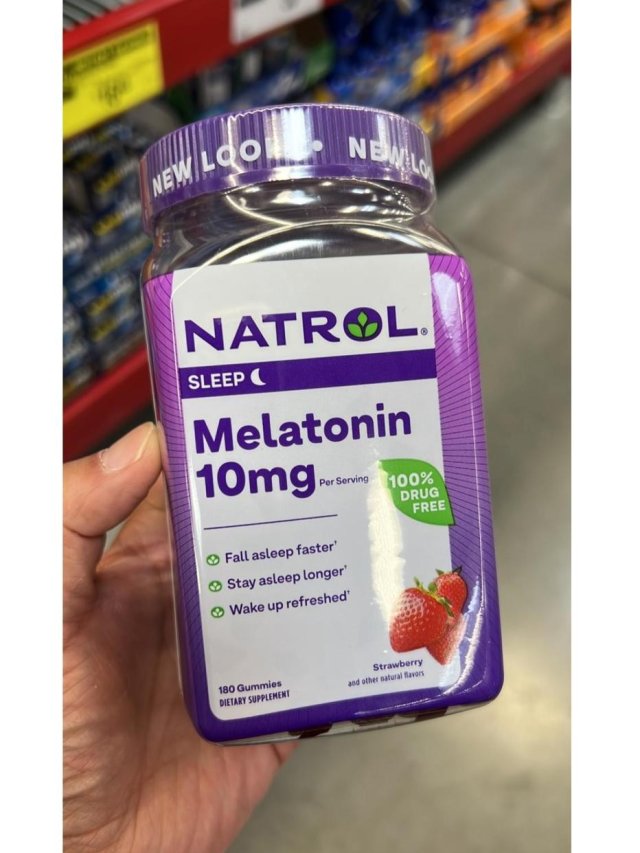 NEW LOOK • NEW LO
NATROL®
SLEEP
Melatonin
10mg Per Serving
100%
DRUG
FREE
Fall asleep faster†
Stay asleep longer†
Wake up refreshed†
Strawberry
and other natural flavors
180 Gummies
DIETARY SUPPLEMENT